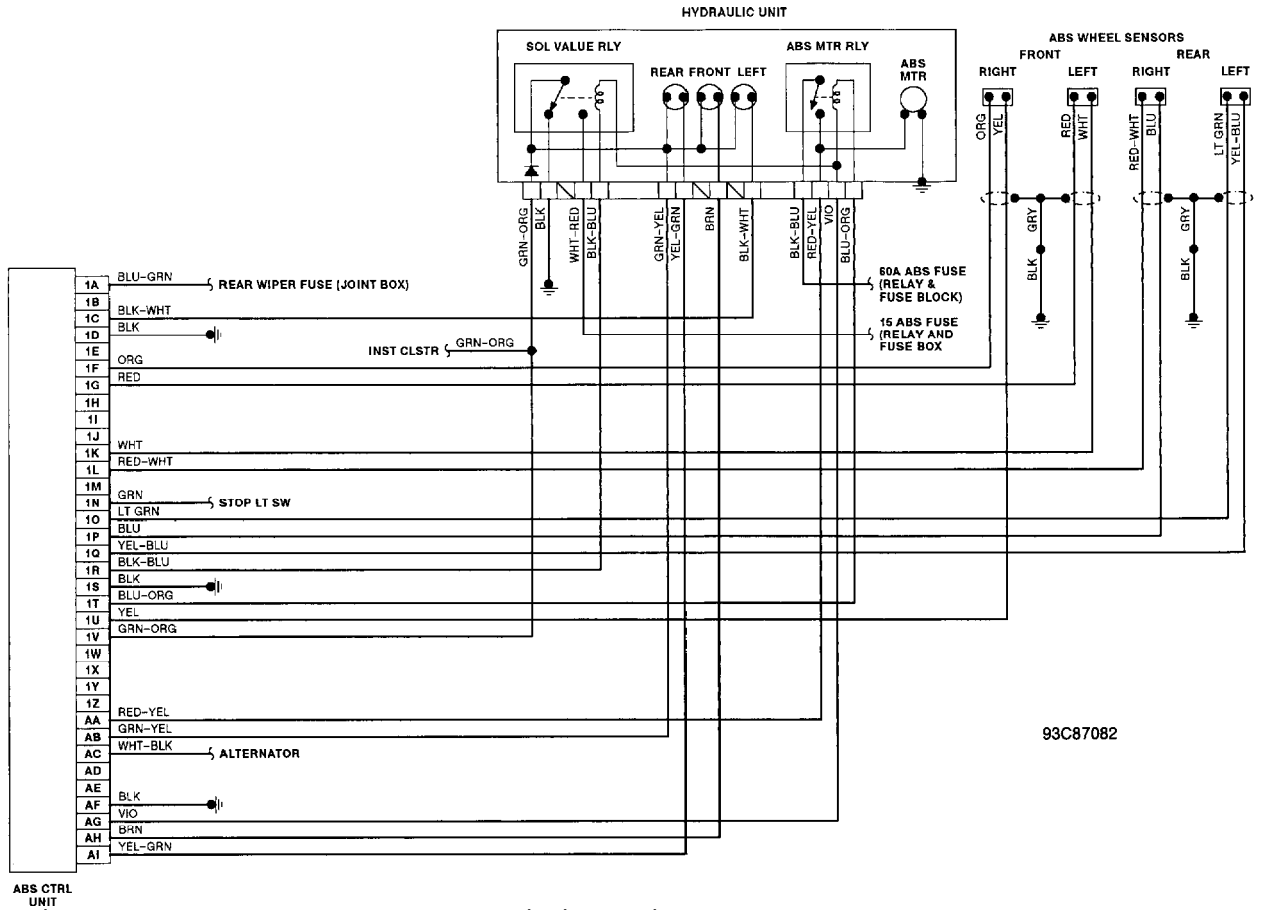 HYDRAULIC UNIT
SOL VALUE RLY
ABS MTR RLY
REAR FRONT LEFT
ABS
MTR
ABS WHEEL SENSORS
FRONT
REAR
RIGHT
LEFT
RIGHT
LEFT
ORG
YEL
RED
WHT
RED-WHT
BLU
LT GRN
YEL-BLU
GRY
BLK
GRY
BLK
GRN-ORG
BLK
WHT-RED
BLK-BLU
GRN-YEL
YEL-GRN
BRN
BLK-WHT
BLK-BLU
RED-YEL
VIO
BLU-ORG
60A ABS FUSE
(RELAY &
FUSE BLOCK)
15 ABS FUSE
(RELAY AND
FUSE BOX
INST CLSTR
GRN-ORG
1A BLU-GRN REAR WIPER FUSE (JOINT BOX)
1B
1C BLK-WHT
1D BLK
1E
1F ORG
1G RED
1H
1I
1J
1K WHT
1L RED-WHT
1M
1N GRN STOP LT SW
1O LT GRN
1P BLU
1Q YEL-BLU
1R BLK-BLU
1S BLK
1T BLU-ORG
1U YEL
1V GRN-ORG
1W
1X
1Y
1Z
AA RED-YEL
AB GRN-YEL
AC WHT-BLK ALTERNATOR
AD
AE
AF BLK
AG VIO
AH BRN
AI YEL-GRN
ABS CTRL
UNIT
93C87082